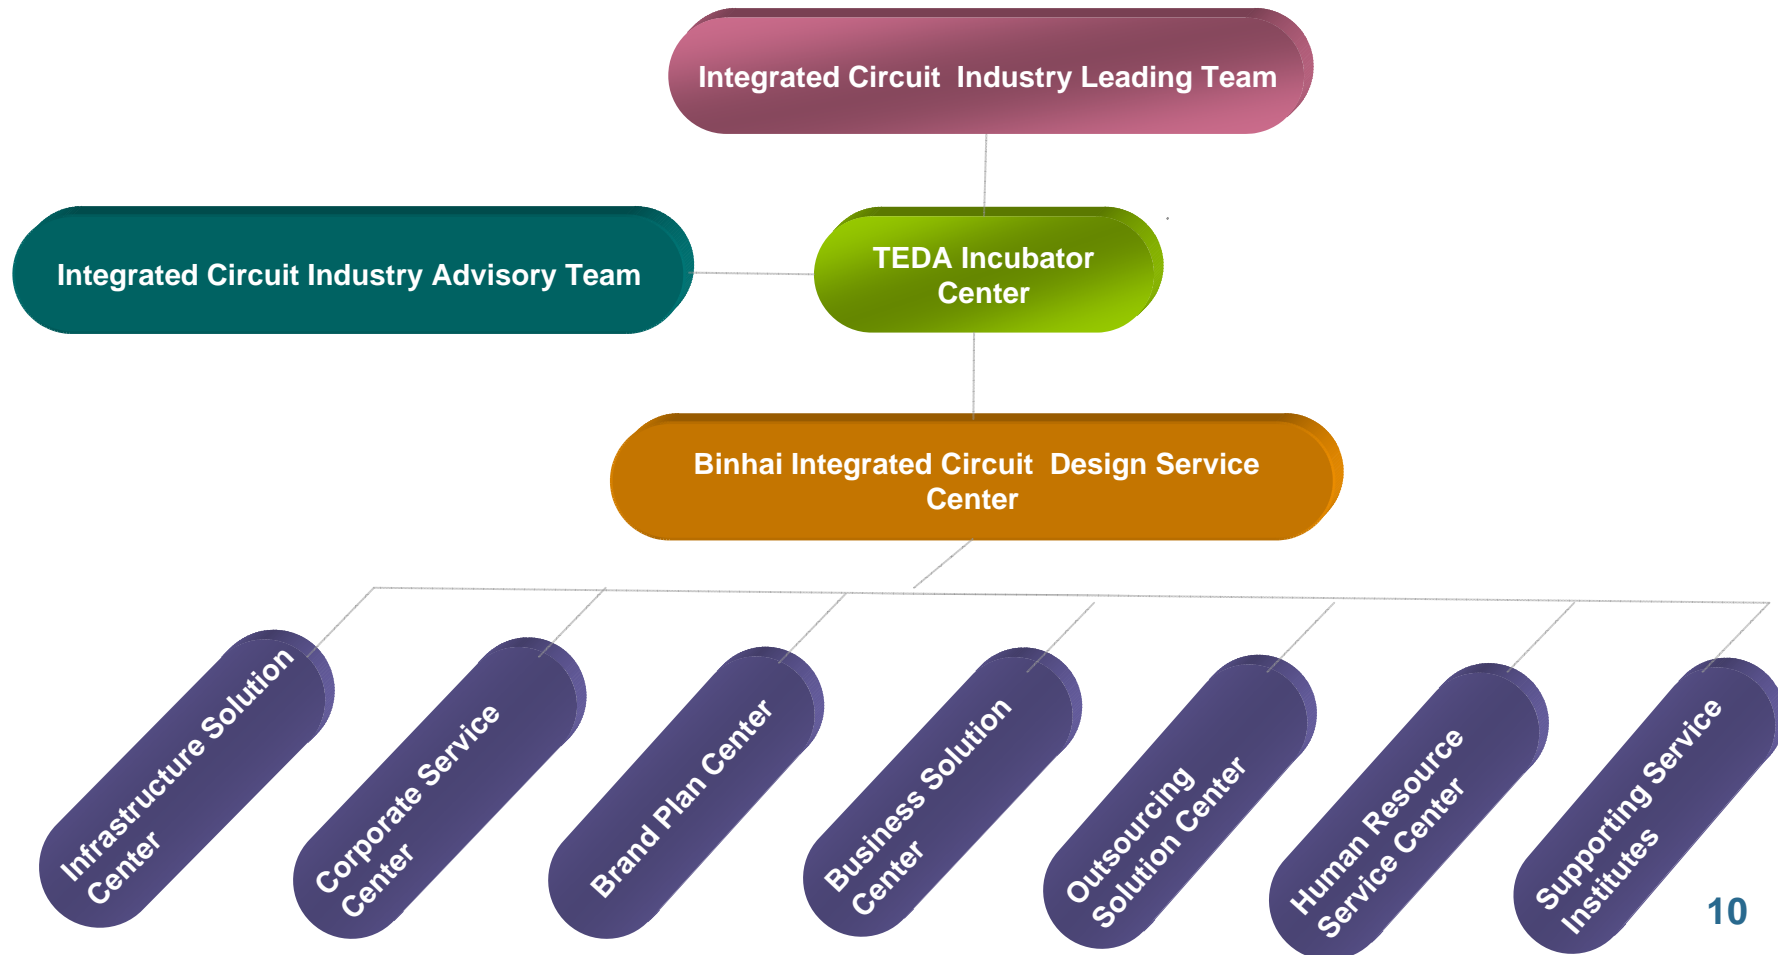 Integrated Circuit  Industry Leading Team
Integrated Circuit Industry Advisory Team
TEDA Incubator
Center
Binhai Integrated Circuit  Design Service
Center
Infrastructure Solution
Center
Corporate Service
Center
Brand Plan Center
Business Solution
Center
Outsourcing
Solution Center
Human Resource
Service Center
Supporting Service
Institutes
10